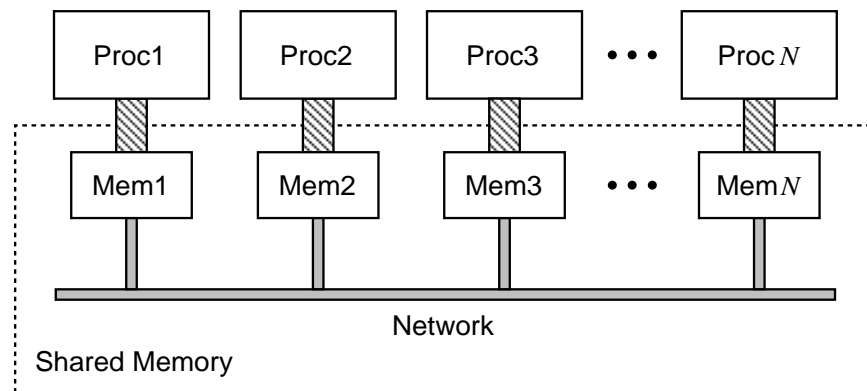 Proc1 Proc2 Proc3 ••• Proc N
Mem1 Mem2 Mem3 ••• Mem N
Network
Shared Memory